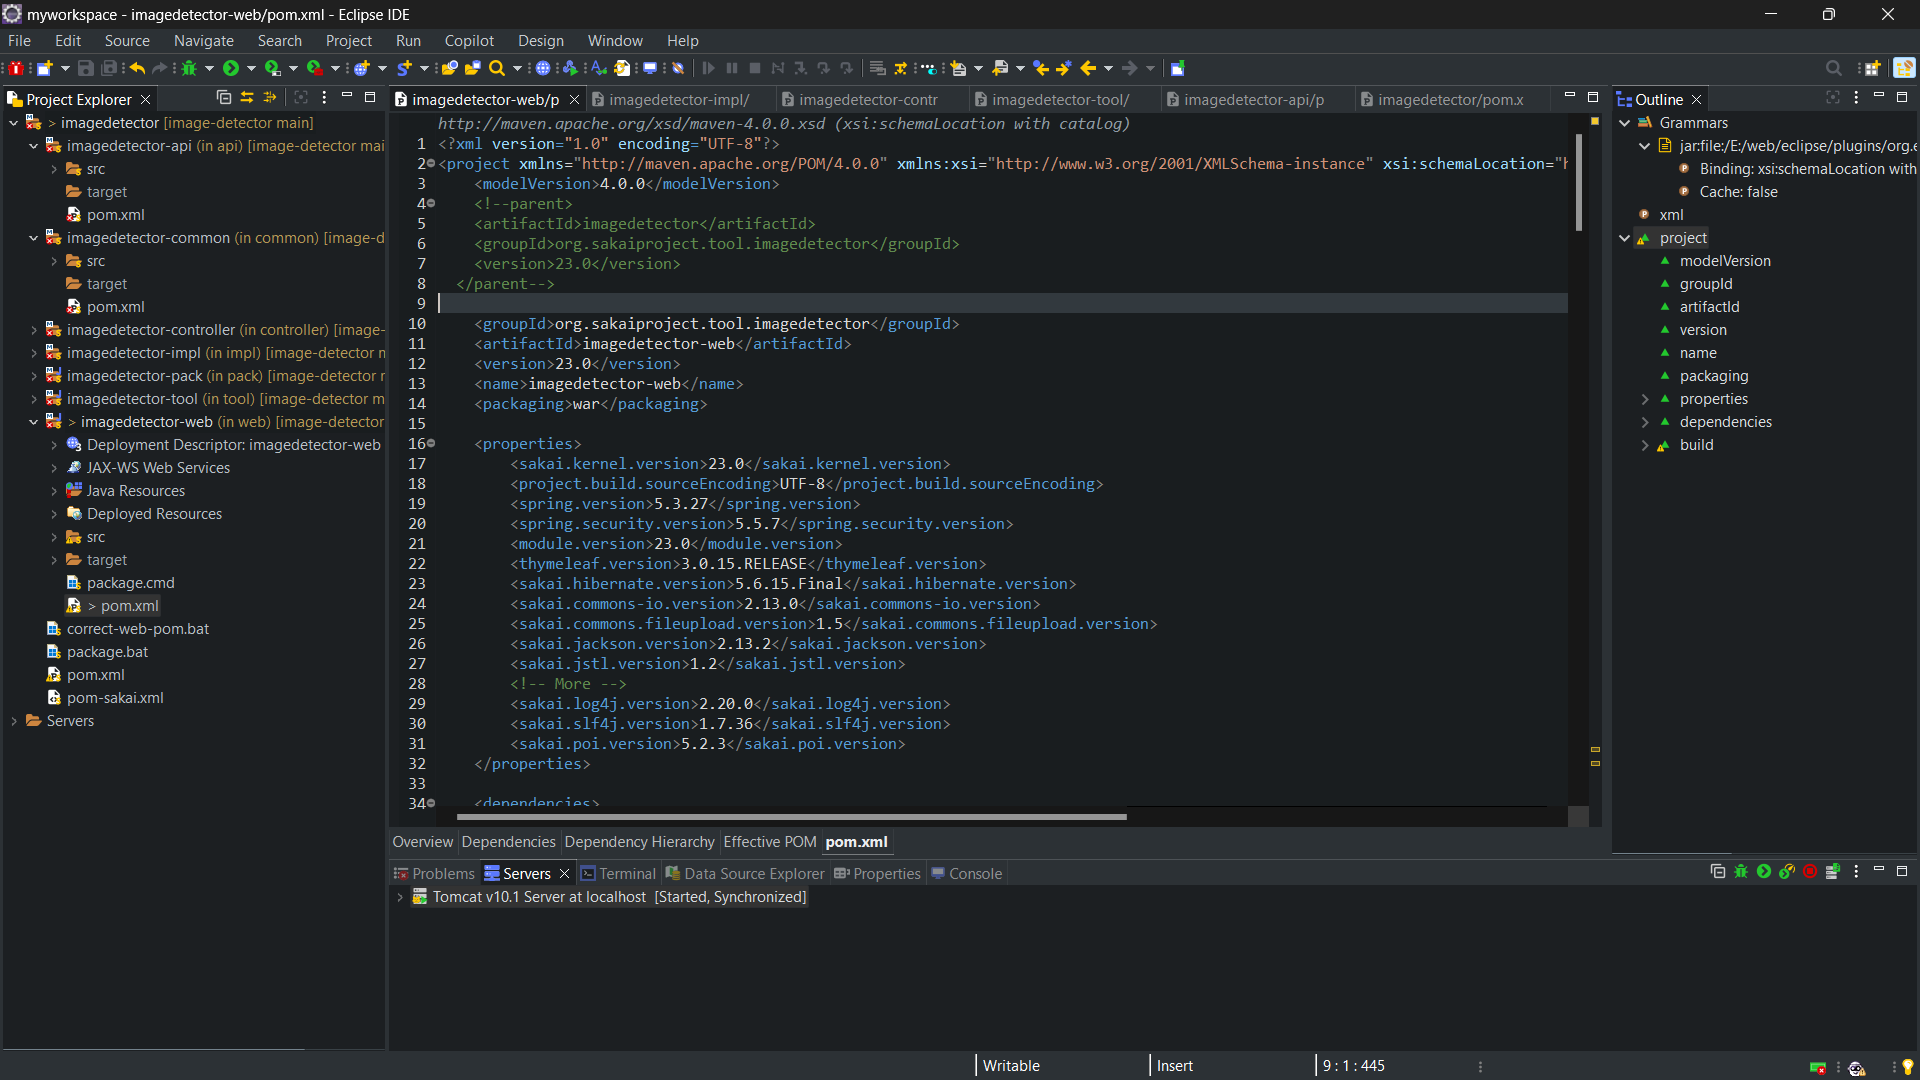 myworkspace - imagedetector-web/pom.xml - Eclipse IDE
File Edit Source Navigate Search Project Run Copilot Design Window Help
Project Explorer
> imagedetector [image-detector main]
imagedetector-api (in api) [image-detector mai
src
target
pom.xml
imagedetector-common (in common) [image-d
src
target
pom.xml
imagedetector-controller (in controller) [image-
imagedetector-impl (in impl) [image-detector m
imagedetector-pack (in pack) [image-detector r
imagedetector-tool (in tool) [image-detector m
> imagedetector-web (in web) [image-detector
Deployment Descriptor: imagedetector-web
JAX-WS Web Services
Java Resources
Deployed Resources
src
target
package.cmd
> pom.xml
correct-web-pom.bat
package.bat
pom.xml
pom-sakai.xml
Servers
imagedetector-web/p imagedetector-impl/ imagedetector-contr imagedetector-tool/ imagedetector-api/p imagedetector/pom.x
http://maven.apache.org/xsd/maven-4.0.0.xsd (xsi:schemaLocation with catalog)
1 <?xml version="1.0" encoding="UTF-8"?>
2 <project xmlns="http://maven.apache.org/POM/4.0.0" xmlns:xsi="http://www.w3.org/2001/XMLSchema-instance" xsi:schemaLocation="h
3 <modelVersion>4.0.0</modelVersion>
4 <!--parent>
5 <artifactId>imagedetector</artifactId>
6 <groupId>org.sakaiproject.tool.imagedetector</groupId>
7 <version>23.0</version>
8 </parent-->
9
10 <groupId>org.sakaiproject.tool.imagedetector</groupId>
11 <artifactId>imagedetector-web</artifactId>
12 <version>23.0</version>
13 <name>imagedetector-web</name>
14 <packaging>war</packaging>
15
16 <properties>
17 <sakai.kernel.version>23.0</sakai.kernel.version>
18 <project.build.sourceEncoding>UTF-8</project.build.sourceEncoding>
19 <spring.version>5.3.27</spring.version>
20 <spring.security.version>5.5.7</spring.security.version>
21 <module.version>23.0</module.version>
22 <thymeleaf.version>3.0.15.RELEASE</thymeleaf.version>
23 <sakai.hibernate.version>5.6.15.Final</sakai.hibernate.version>
24 <sakai.commons-io.version>2.13.0</sakai.commons-io.version>
25 <sakai.commons.fileupload.version>1.5</sakai.commons.fileupload.version>
26 <sakai.jackson.version>2.13.2</sakai.jackson.version>
27 <sakai.jstl.version>1.2</sakai.jstl.version>
28 <!-- More -->
29 <sakai.log4j.version>2.20.0</sakai.log4j.version>
30 <sakai.slf4j.version>1.7.36</sakai.slf4j.version>
31 <sakai.poi.version>5.2.3</sakai.poi.version>
32 </properties>
33
34 <dependencies>
Overview Dependencies Dependency Hierarchy Effective POM pom.xml
Outline
Grammars
jar:file:/E:/web/eclipse/plugins/org.e
Binding: xsi:schemaLocation with
Cache: false
xml
project
modelVersion
groupId
artifactId
version
name
packaging
properties
dependencies
build
Problems Servers Terminal Data Source Explorer Properties Console
Tomcat v10.1 Server at localhost [Started, Synchronized]
Writable Insert 9 : 1 : 445